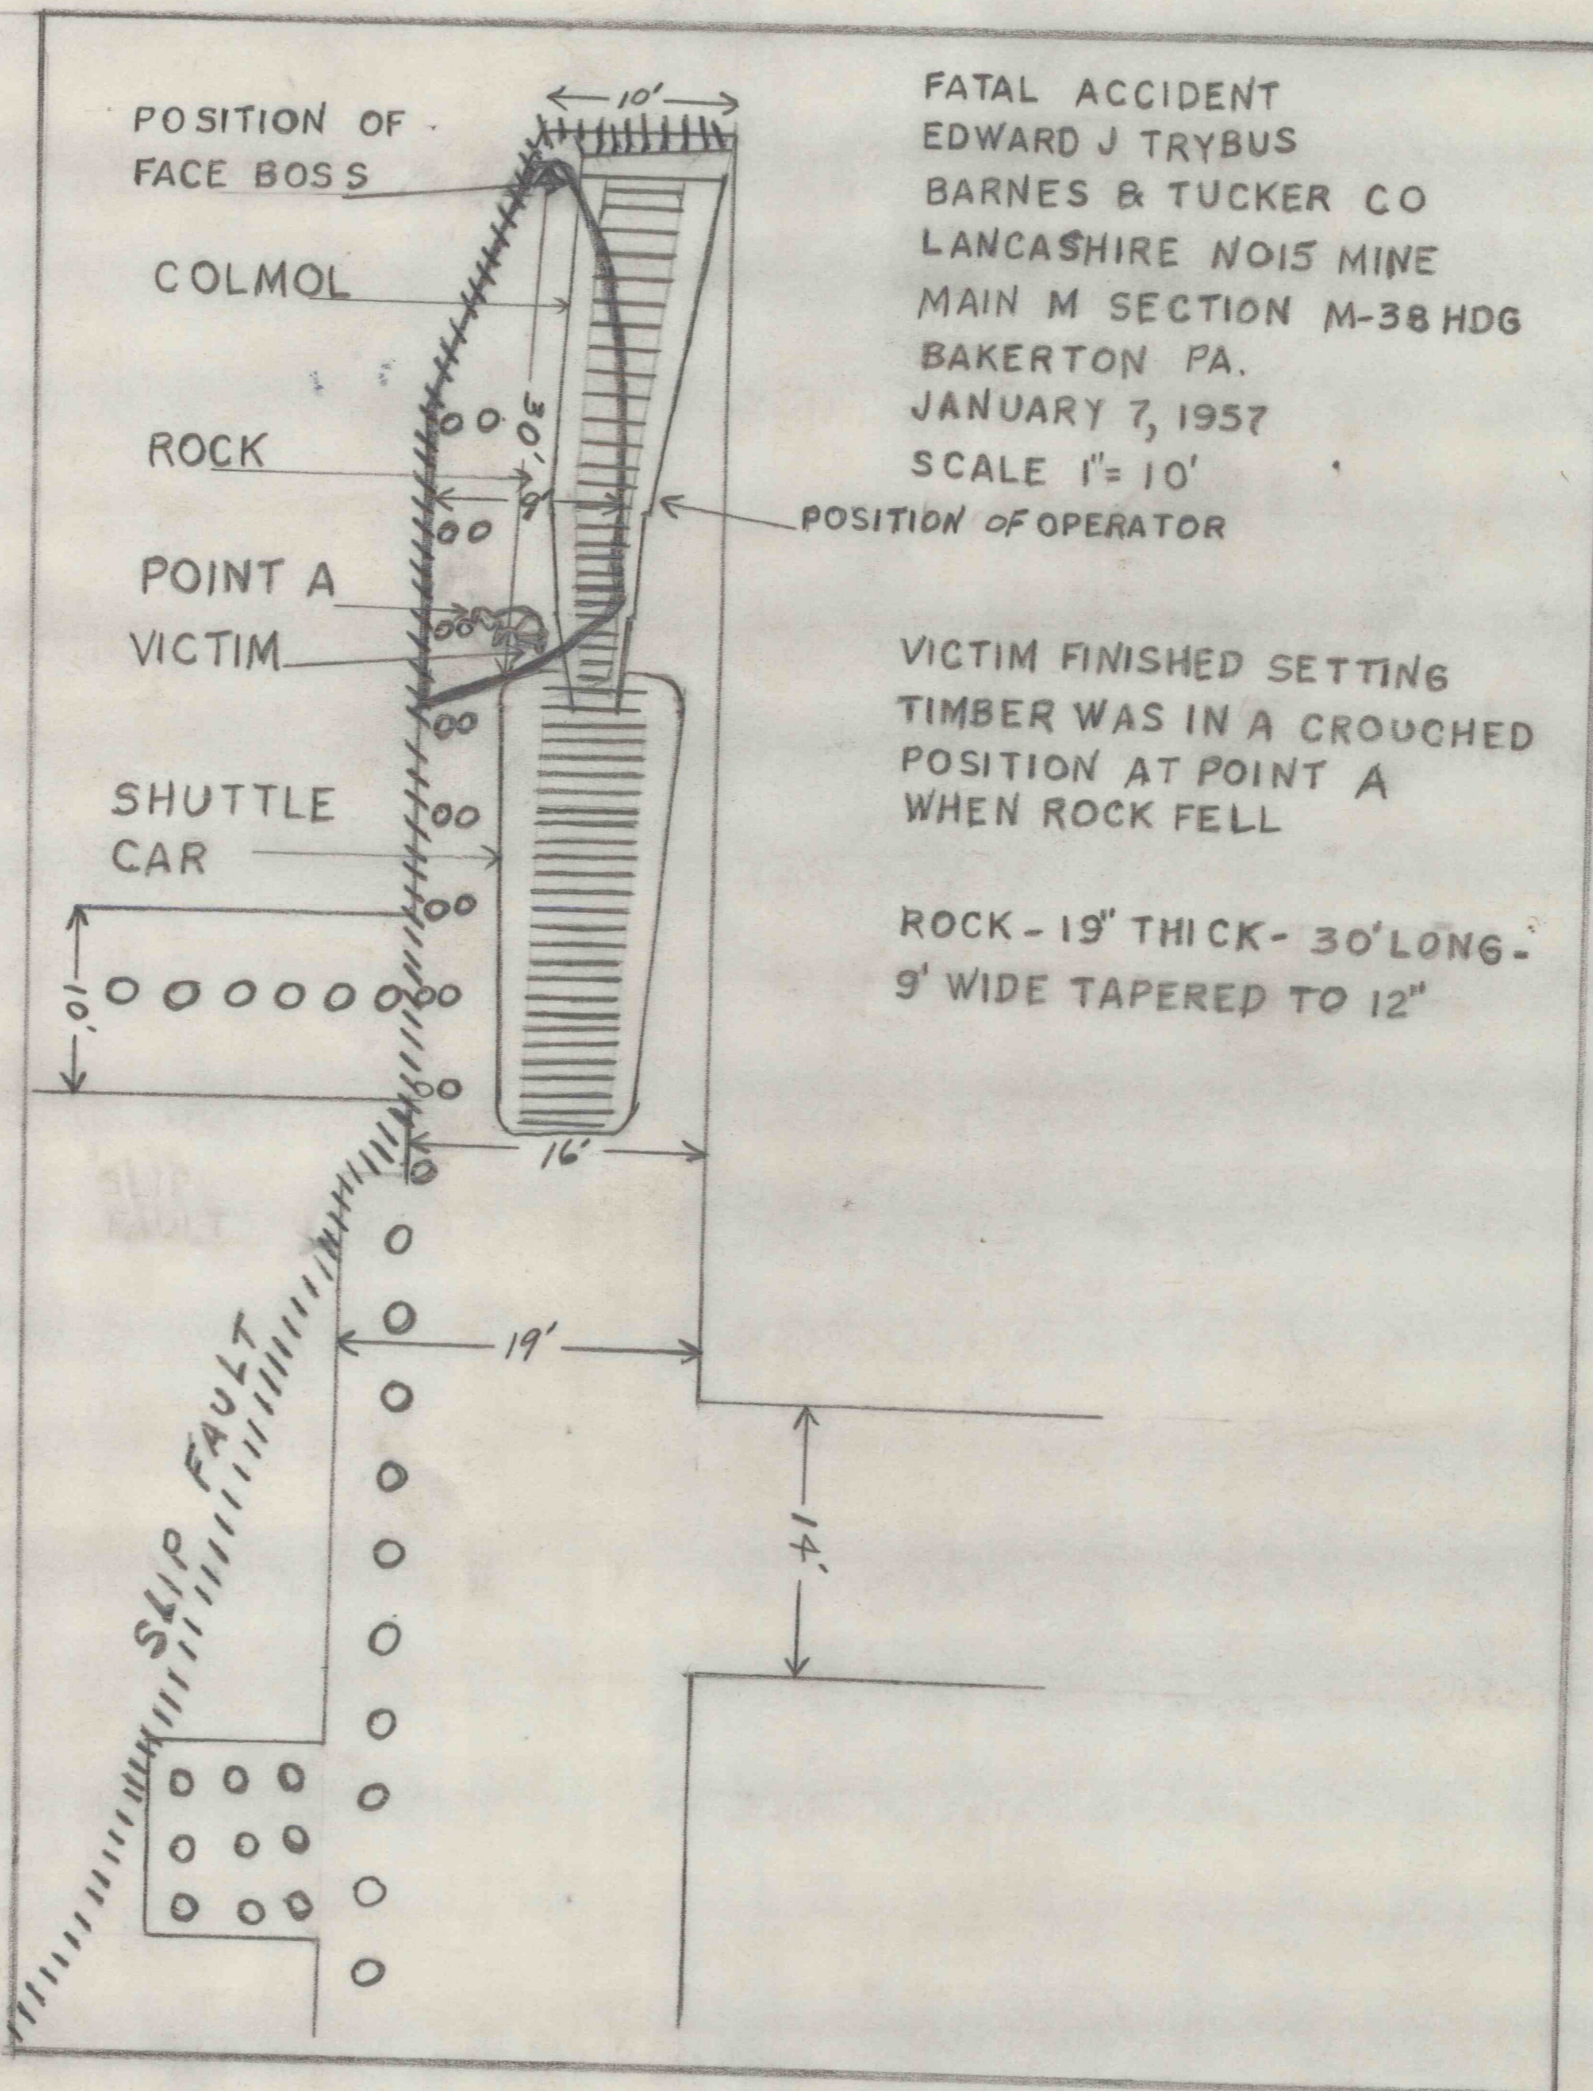 FATAL ACCIDENT
EDWARD J TRYBUS
BARNES & TUCKER CO
LANCASHIRE NO15 MINE
MAIN M SECTION M-38 HDG
BAKERTON PA.
JANUARY 7, 1957
SCALE 1"= 10'
POSITION OF OPERATOR
VICTIM FINISHED SETTING
TIMBER WAS IN A CROUCHED
POSITION AT POINT A
WHEN ROCK FELL
ROCK - 19" THICK - 30' LONG -
9' WIDE TAPERED TO 12"
POSITION OF
FACE BOSS
COLMOL
ROCK
POINT A
VICTIM
SHUTTLE
CAR
10'
30'
9'
10'
16'
19'
14'
SLIP FAULT